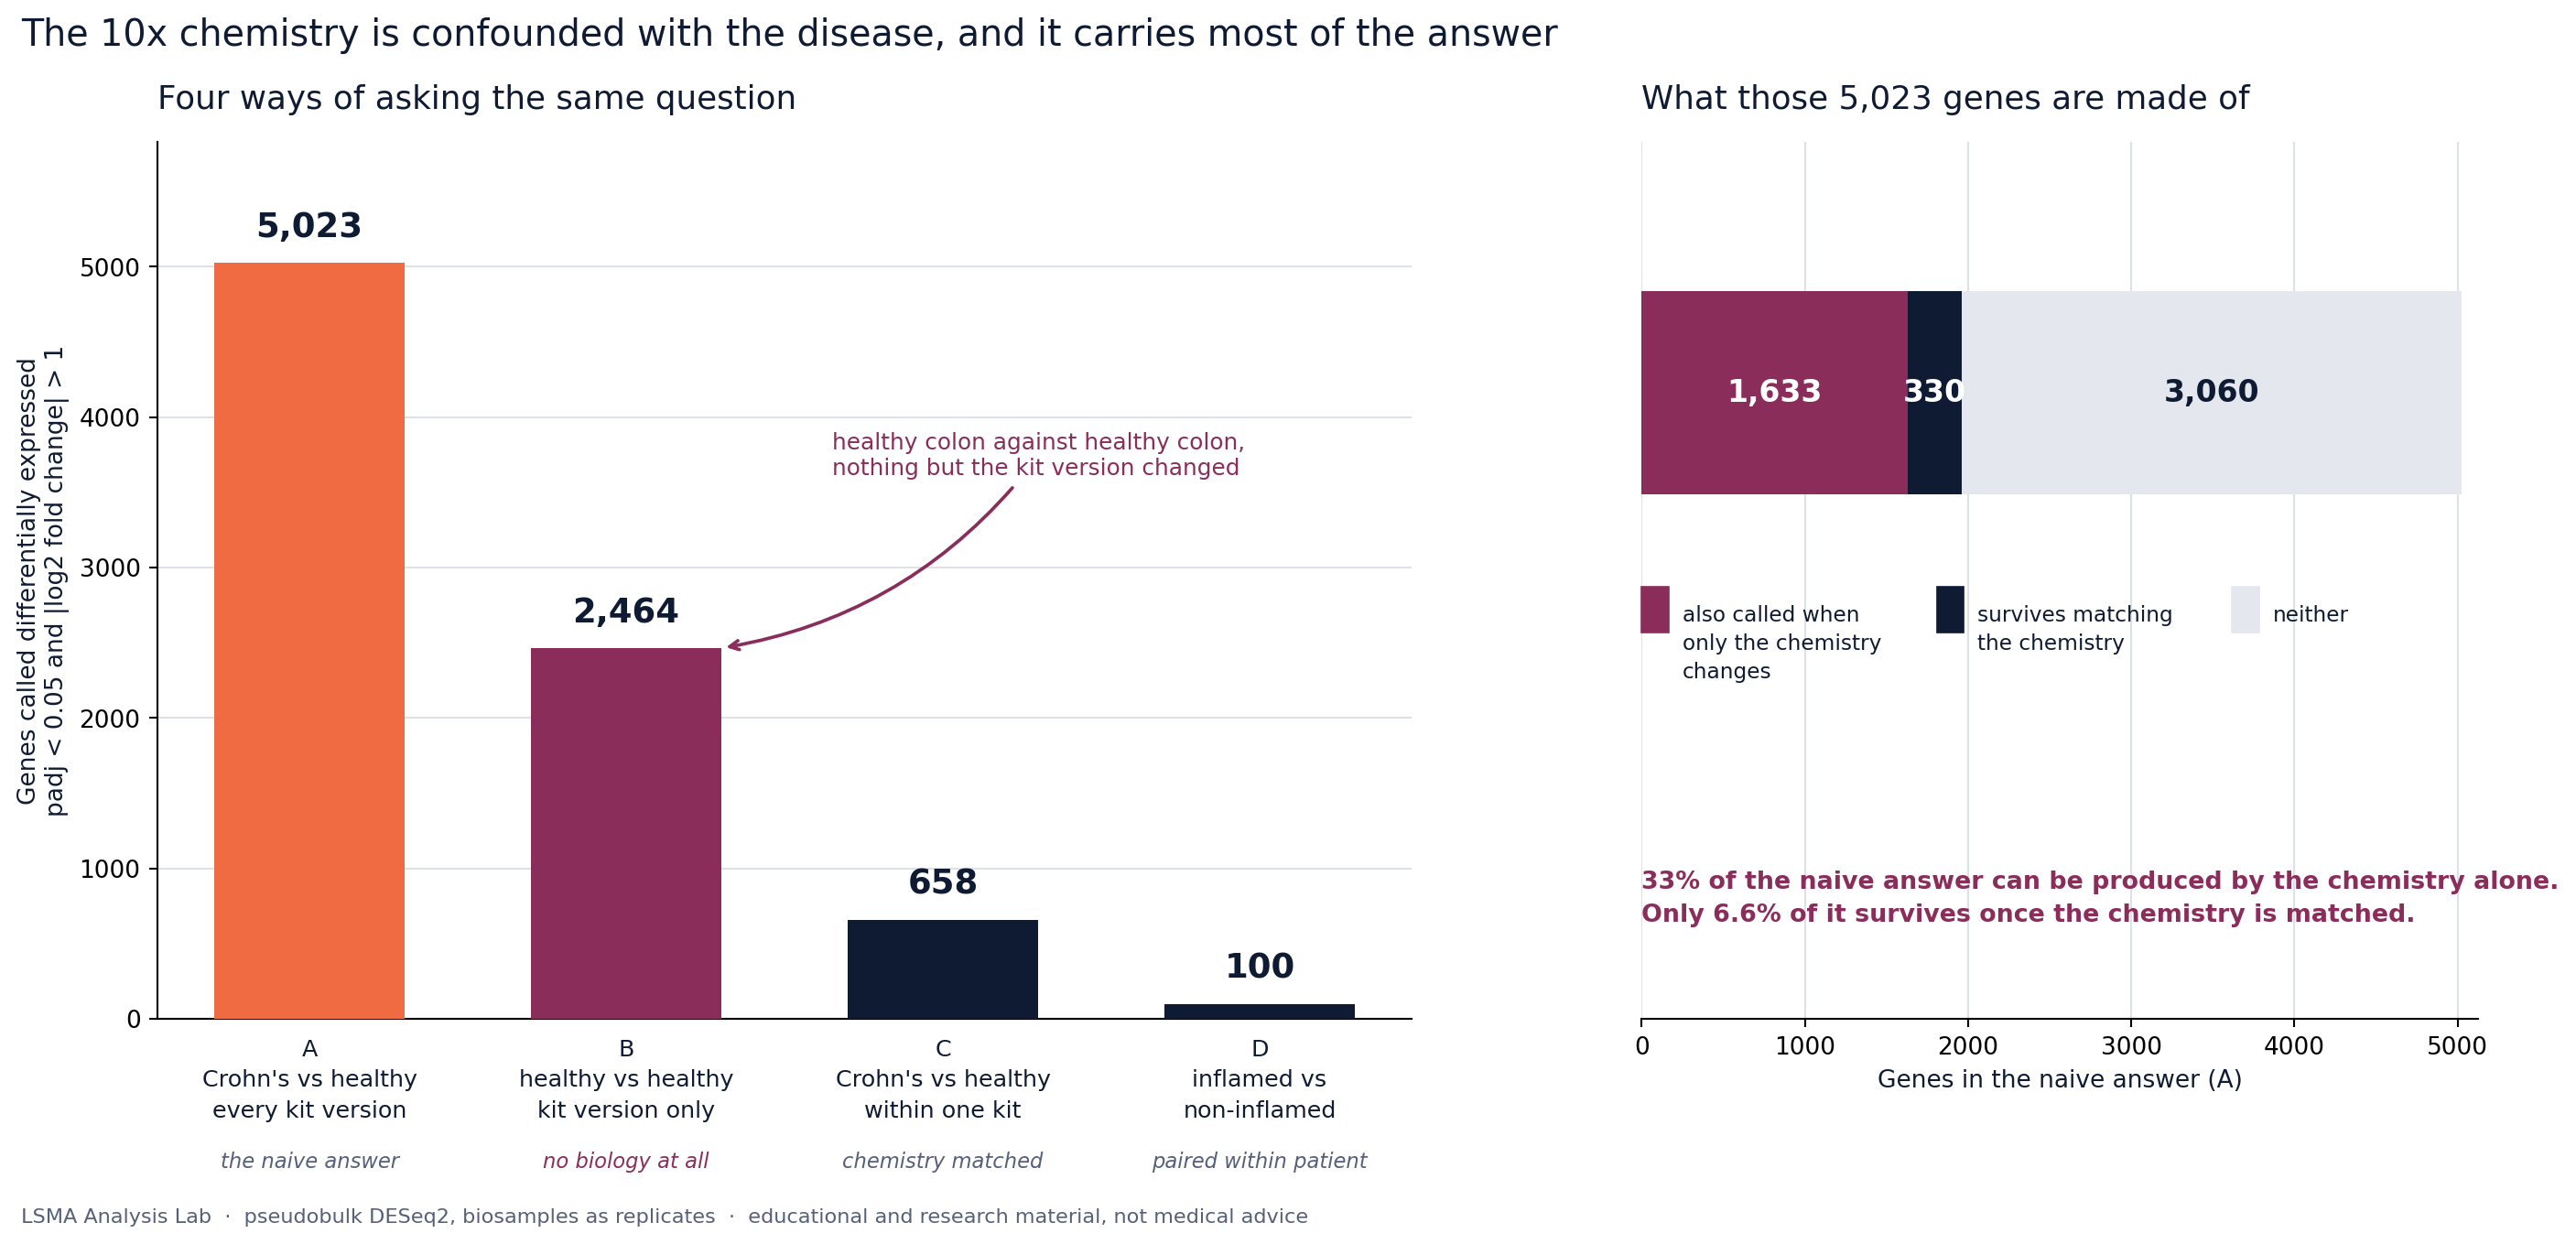 The 10x chemistry is confounded with the disease, and it carries most of the answer
Four ways of asking the same question
Genes called differentially expressed
padj < 0.05 and |log2 fold change| > 1
5000
4000
3000
2000
1000
0
5,023
2,464
658
100
healthy colon against healthy colon,
nothing but the kit version changed
A
Crohn's vs healthy
every kit version
the naive answer
B
healthy vs healthy
kit version only
no biology at all
C
Crohn's vs healthy
within one kit
chemistry matched
D
inflamed vs
non-inflamed
paired within patient
What those 5,023 genes are made of
1,633
330
3,060
also called when
only the chemistry
changes
survives matching
the chemistry
neither
33% of the naive answer can be produced by the chemistry alone.
Only 6.6% of it survives once the chemistry is matched.
0
1000
2000
3000
4000
5000
Genes in the naive answer (A)
LSMA Analysis Lab · pseudobulk DESeq2, biosamples as replicates · educational and research material, not medical advice